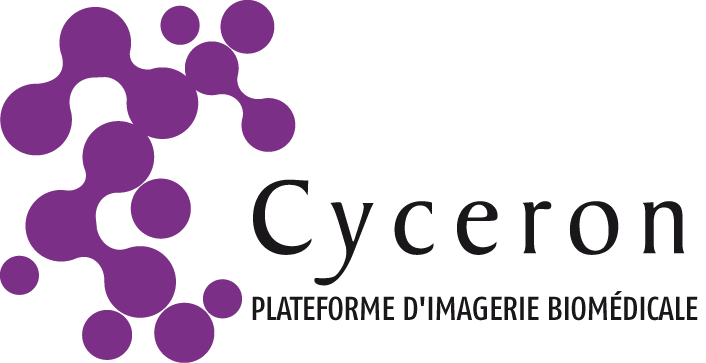 Cyceron
PLATEFORME D'IMAGERIE BIOMÉDICALE